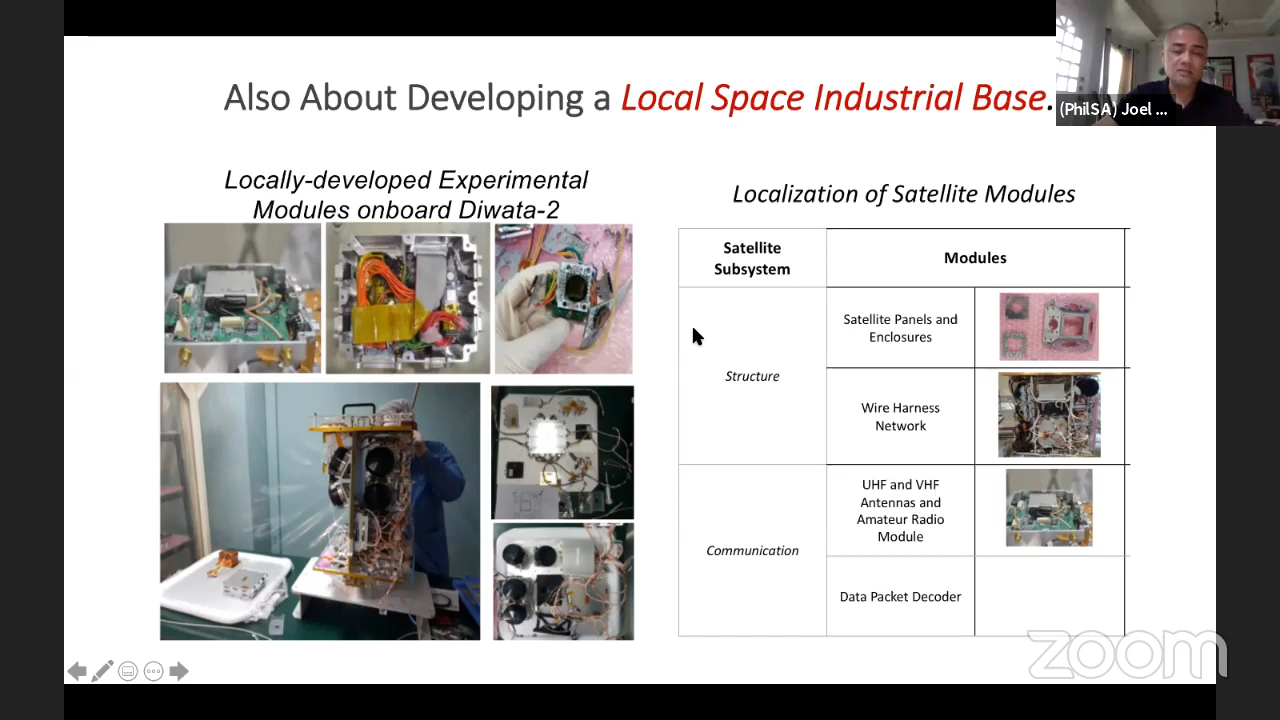 Also About Developing a Local Space Industrial Base.
(PhilSA) Joel ...
Locally-developed Experimental
Modules onboard Diwata-2
Localization of Satellite Modules
Satellite
Subsystem
Modules
Structure
Satellite Panels and
Enclosures
Wire Harness
Network
Communication
UHF and VHF
Antennas and
Amateur Radio
Module
Data Packet Decoder
zoom